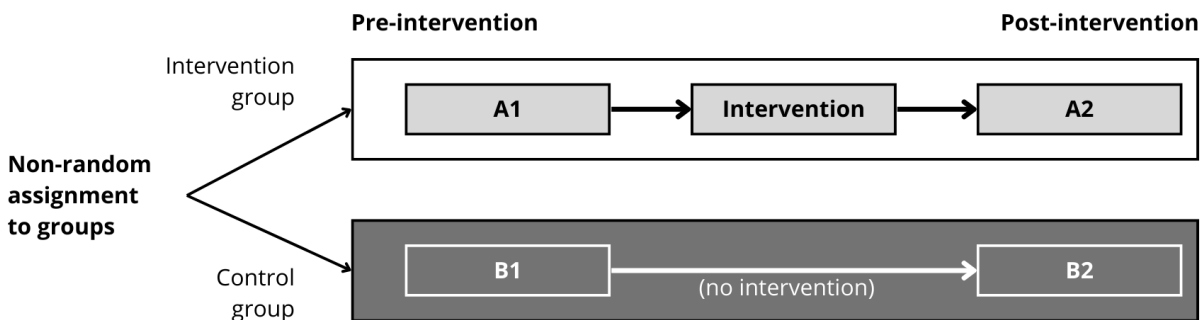 Pre-intervention
Post-intervention
Intervention
group
A1
Intervention
A2
Non-random
assignment
to groups
Control
group
B1
(no intervention)
B2